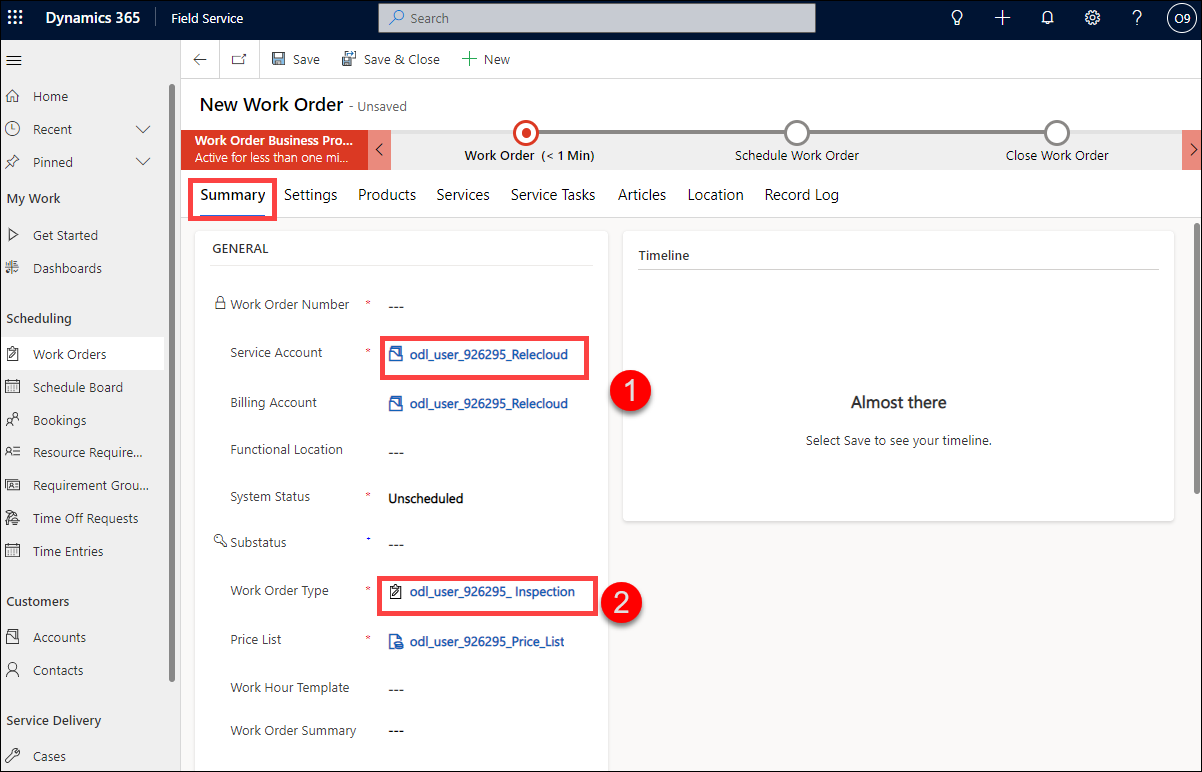 Dynamics 365
Field Service
Search
O9
Save
Save & Close
New
Home
Recent
Pinned
My Work
Get Started
Dashboards
Scheduling
Work Orders
Schedule Board
Bookings
Resource Require...
Requirement Grou...
Time Off Requests
Time Entries
Customers
Accounts
Contacts
Service Delivery
Cases
New Work Order - Unsaved
Work Order Business Pro...
Active for less than one mi...
Work Order (< 1 Min)
Schedule Work Order
Close Work Order
Summary
Settings
Products
Services
Service Tasks
Articles
Location
Record Log
GENERAL
Work Order Number * ---
Service Account * odl_user_926295_Relecloud
1
Billing Account odl_user_926295_Relecloud
Functional Location ---
System Status * Unscheduled
Substatus + ---
Work Order Type * odl_user_926295_ Inspection
2
Price List * odl_user_926295_Price_List
Work Hour Template ---
Work Order Summary ---
Timeline
Almost there
Select Save to see your timeline.